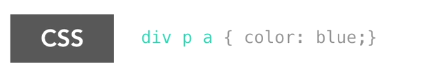 CSS div p a { color: blue;}